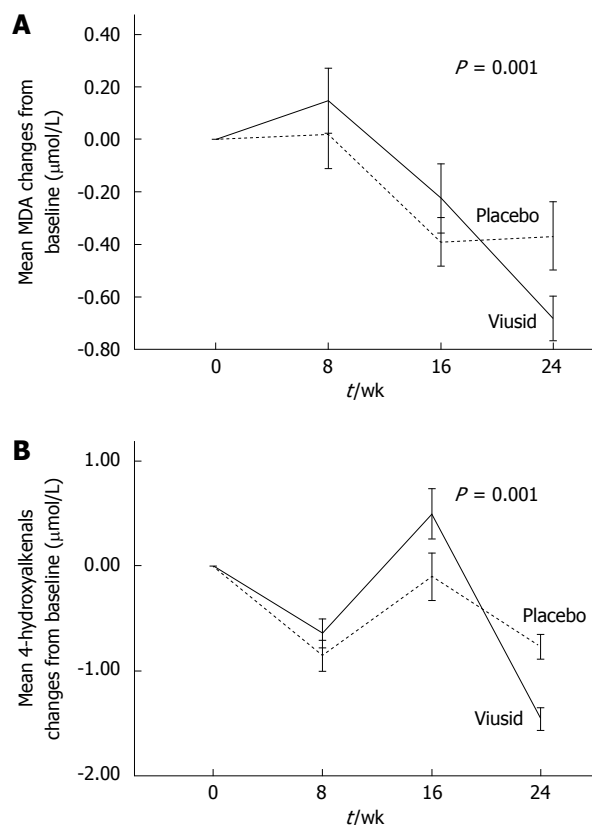 A
Mean MDA changes from
baseline (μmol/L)
0.40
0.20
0.00
-0.20
-0.40
-0.60
-0.80
P = 0.001
Placebo
Viusid
0
8
16
24
t/wk
B
Mean 4-hydroxyalkenals
changes from baseline (μmol/L)
1.00
0.00
-1.00
-2.00
P = 0.001
Placebo
Viusid
0
8
16
24
t/wk